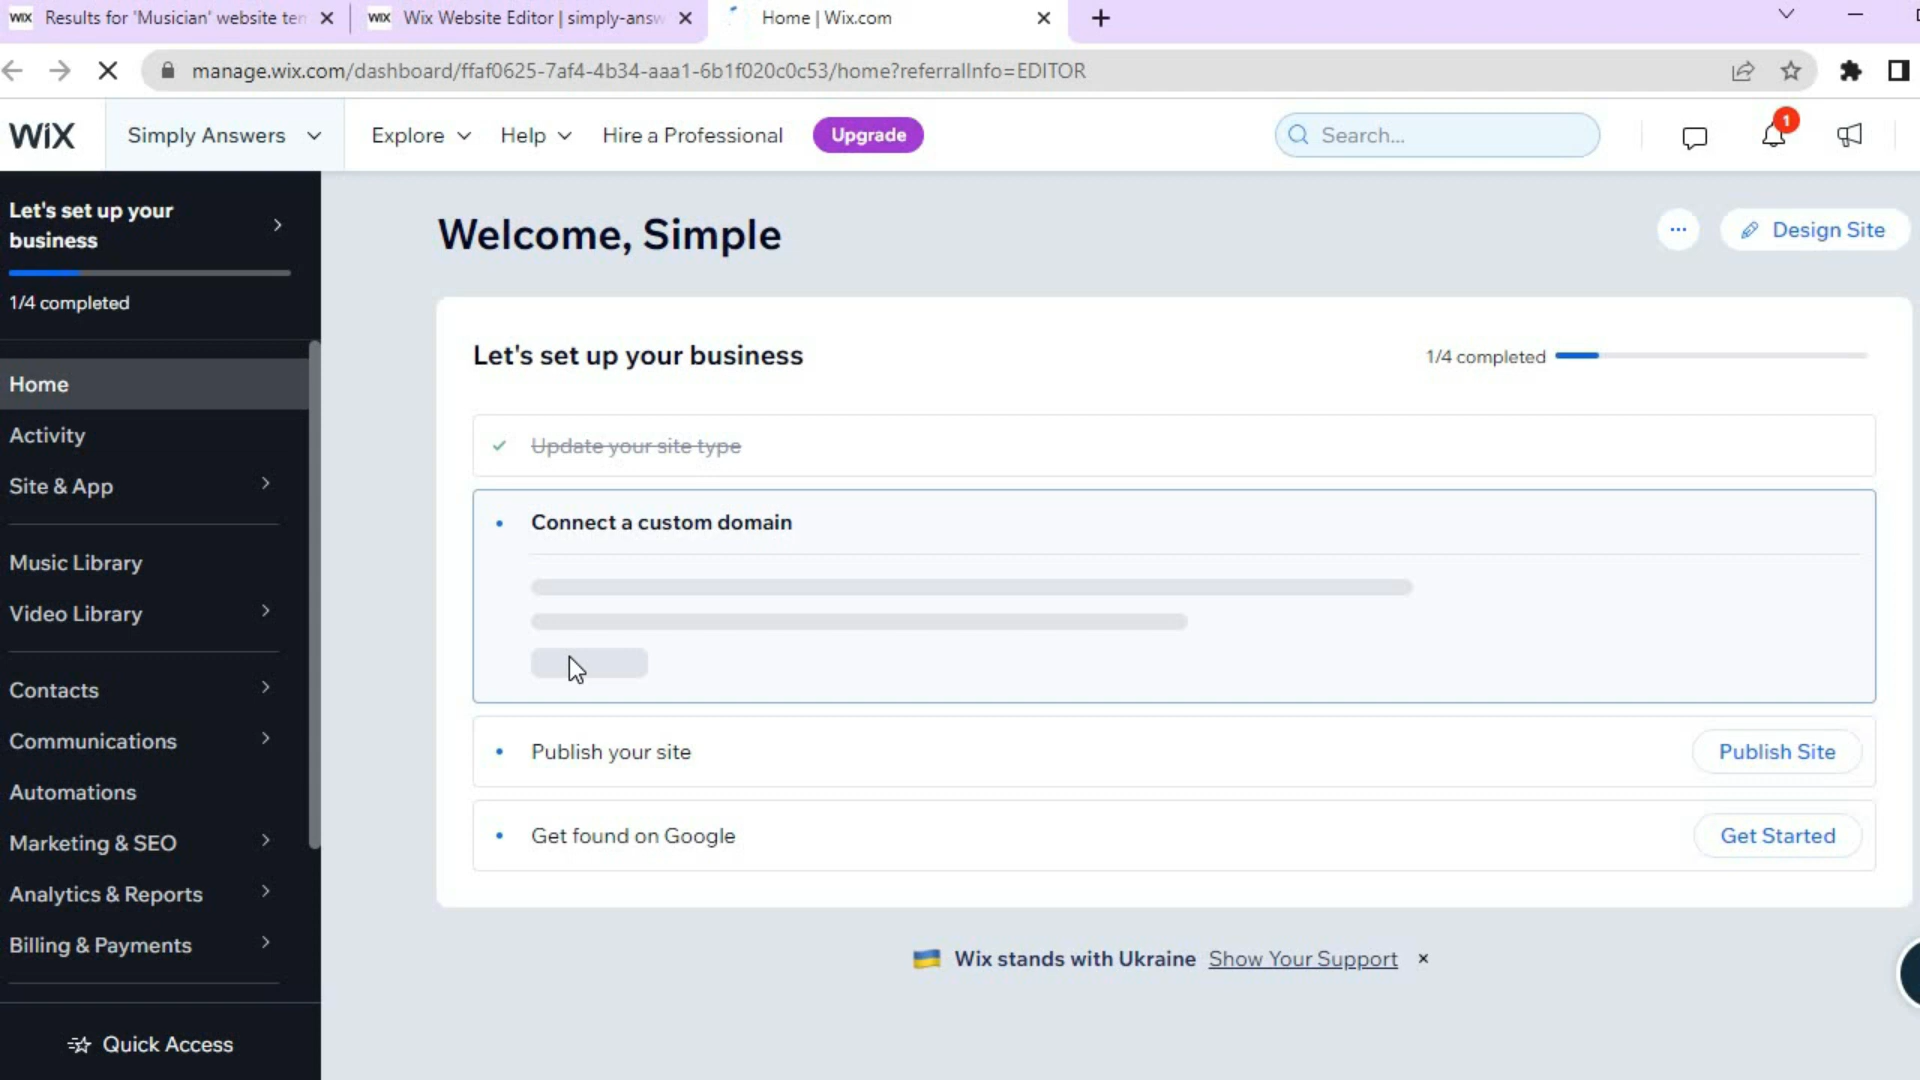 WIX Results for 'Musician' website ten
WIX Wix Website Editor | simply-answ
Home | Wix.com
manage.wix.com/dashboard/ffaf0625-7af4-4b34-aaa1-6b1f020c0c53/home?referralInfo=EDITOR
WIX
Simply Answers
Explore
Help
Hire a Professional
Upgrade
Search...
1
Let's set up your
business
1/4 completed
Home
Activity
Site & App
Music Library
Video Library
Contacts
Communications
Automations
Marketing & SEO
Analytics & Reports
Billing & Payments
Quick Access
Welcome, Simple
Design Site
Let's set up your business
1/4 completed
Update your site type
Connect a custom domain
Publish your site
Publish Site
Get found on Google
Get Started
Wix stands with Ukraine Show Your Support